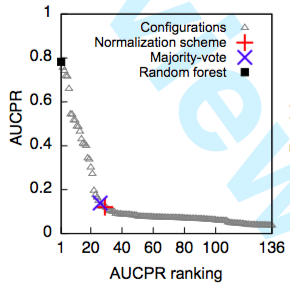 1
0.8
0.6
0.4
0.2
0
AUCPR
Configurations
Normalization scheme
Majority-vote
Random forest
1 20 40 60 80 100 136
AUCPR ranking